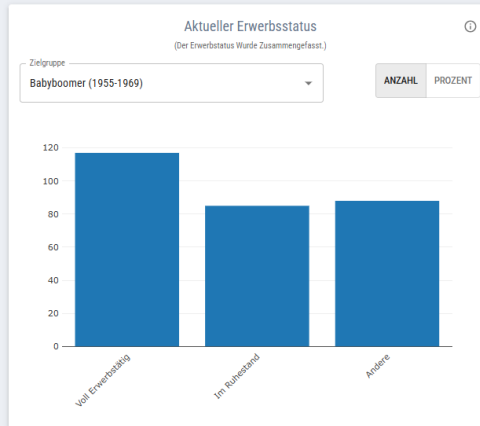 Aktueller Erwerbsstatus
(Der Erwerbstatus Wurde Zusammengefasst.)
Zielgruppe
Babyboomer (1955-1969)
ANZAHL PROZENT
120
100
80
60
40
20
0
Voll Erwerbstätig
Im Ruhestand
Andere